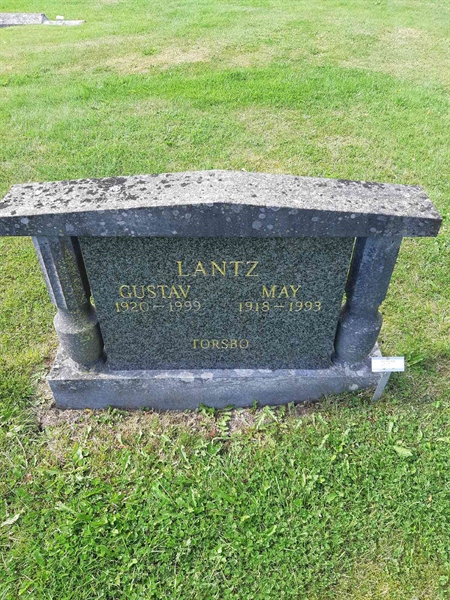 LANTZ
GUSTAV MAY
1920 - 1999 1918 - 1993
TORSBO